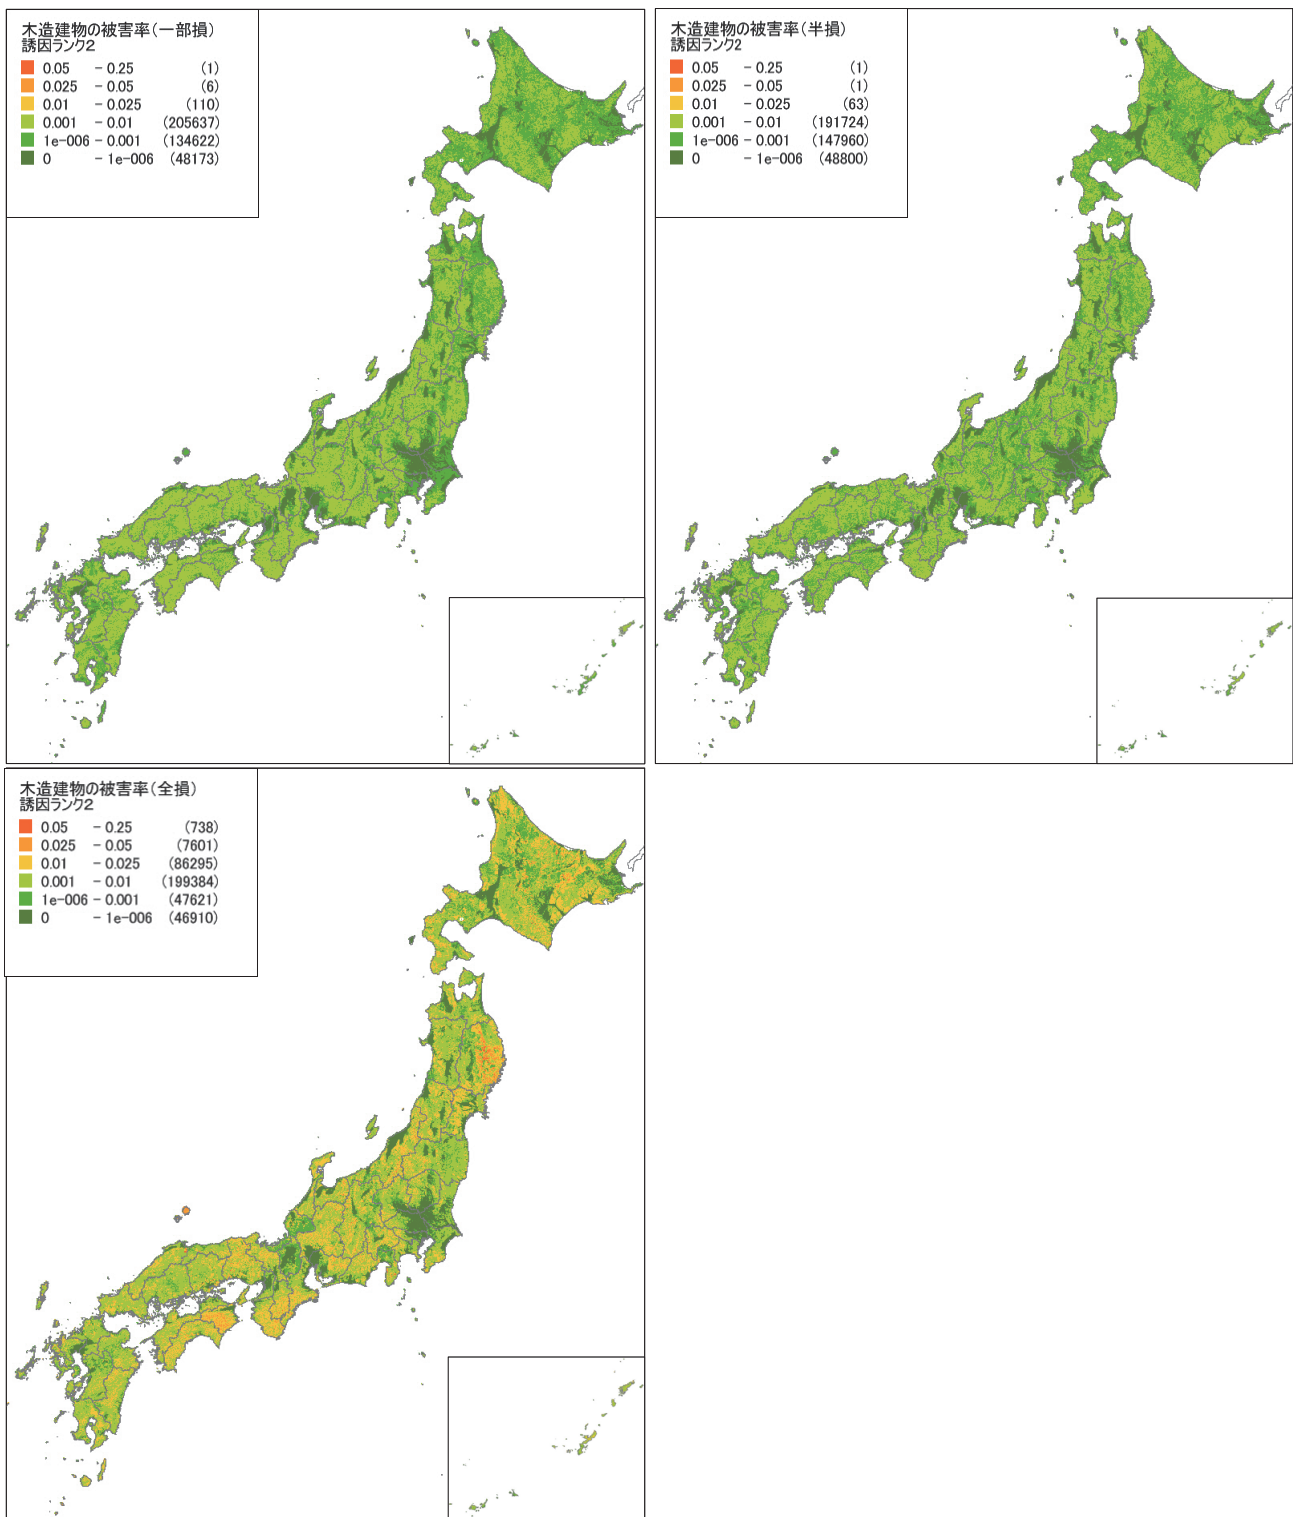 木造建物の被害率(一部損)
誘因ランク2
0.05 - 0.25 (1)
0.025 - 0.05 (6)
0.01 - 0.025 (110)
0.001 - 0.01 (205637)
1e-006 - 0.001 (134622)
0 - 1e-006 (48173)
木造建物の被害率(半損)
誘因ランク2
0.05 - 0.25 (1)
0.025 - 0.05 (1)
0.01 - 0.025 (63)
0.001 - 0.01 (191724)
1e-006 - 0.001 (147960)
0 - 1e-006 (48800)
木造建物の被害率(全損)
誘因ランク2
0.05 - 0.25 (738)
0.025 - 0.05 (7601)
0.01 - 0.025 (86295)
0.001 - 0.01 (199384)
1e-006 - 0.001 (47621)
0 - 1e-006 (46910)